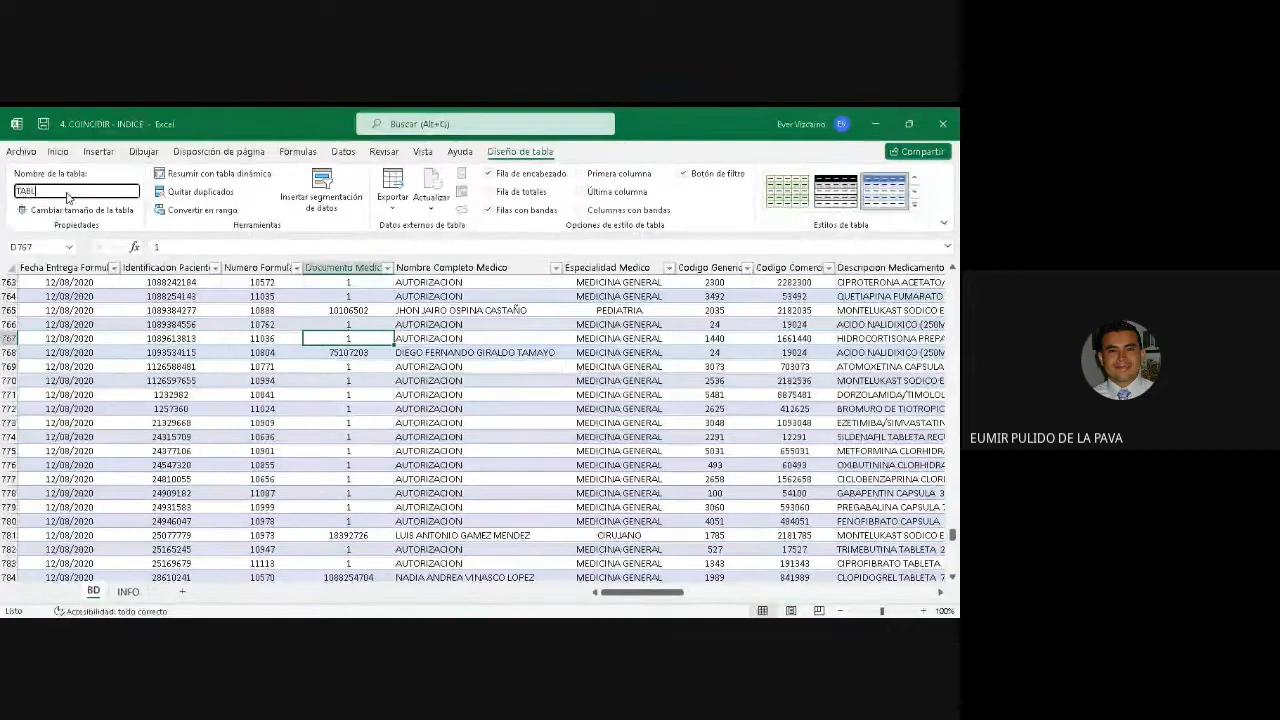 4. COINCIDIR - INDICE - Excel
Buscar (Alt+Q)
Ever Vizcaino
EV
Archivo Inicio Insertar Dibujar Disposición de página Fórmulas Datos Revisar Vista Ayuda Diseño de tabla Compartir
Nombre de la tabla:
TABL
Cambiar tamaño de la tabla
Propiedades
Resumir con tabla dinámica
Quitar duplicados
Convertir en rango
Insertar segmentación
de datos
Herramientas
Exportar Actualizar
Datos externos de tabla
Fila de encabezado Primera columna Botón de filtro
Fila de totales Última columna
Filas con bandas Columnas con bandas
Opciones de estilo de tabla
Estilos de tabla
D767 fx 1
Fecha Entrega Formul Identificacion Pacient Numero Formula Documento Medic Nombre Completo Medico Especialidad Medico Codigo Generic Codigo Comerc Descripcion Medicamento
763 12/08/2020 1088242184 10572 1 AUTORIZACION MEDICINA GENERAL 2300 2282300 CIPROTERONA ACETATO/
764 12/08/2020 1088254143 11035 1 AUTORIZACION MEDICINA GENERAL 3492 53492 QUETIAPINA FUMARATO
765 12/08/2020 1089384277 10888 10106502 JHON JAIRO OSPINA CASTAÑO PEDIATRIA 2035 2182035 MONTELUKAST SODICO E
766 12/08/2020 1089384556 10762 1 AUTORIZACION MEDICINA GENERAL 24 19024 ACIDO NALIDIXICO (250M
767 12/08/2020 1089613813 11036 1 AUTORIZACION MEDICINA GENERAL 1440 1661440 HIDROCORTISONA PREPA
768 12/08/2020 1093534115 10804 75107203 DIEGO FERNANDO GIRALDO TAMAYO MEDICINA GENERAL 24 19024 ACIDO NALIDIXICO (250M
769 12/08/2020 1126588481 10771 1 AUTORIZACION MEDICINA GENERAL 3073 703073 ATOMOXETINA CAPSULA
770 12/08/2020 1126597655 10994 1 AUTORIZACION MEDICINA GENERAL 2536 2182536 MONTELUKAST SODICO E
771 12/08/2020 1232982 10841 1 AUTORIZACION MEDICINA GENERAL 5481 8875481 DORZOLAMIDA/TIMOLOL
772 12/08/2020 1257360 11024 1 AUTORIZACION MEDICINA GENERAL 2625 412625 BROMURO DE TIOTROPIC
773 12/08/2020 21329668 10909 1 AUTORIZACION MEDICINA GENERAL 3048 1093048 EZETIMIBA/SIMVASTATIN
774 12/08/2020 24315709 10636 1 AUTORIZACION MEDICINA GENERAL 2291 12291 SILDENAFIL TABLETA REC
775 12/08/2020 24377106 10901 1 AUTORIZACION MEDICINA GENERAL 5031 655031 METFORMINA CLORHIDR
776 12/08/2020 24547320 10855 1 AUTORIZACION MEDICINA GENERAL 493 60493 OXIBUTININA CLORHIDRA
777 12/08/2020 24810055 10656 1 AUTORIZACION MEDICINA GENERAL 2658 1562658 CICLOBENZAPRINA CLOR
778 12/08/2020 24909182 11087 1 AUTORIZACION MEDICINA GENERAL 100 54100 GABAPENTIN CAPSULA 3
779 12/08/2020 24931583 10999 1 AUTORIZACION MEDICINA GENERAL 3060 593060 PREGABALINA CAPSULA
780 12/08/2020 24946047 10978 1 AUTORIZACION MEDICINA GENERAL 4051 484051 FENOFIBRATO CAPSULA
781 12/08/2020 25077779 1073 18392726 LUIS ANTONIO GAMEZ MENDEZ CIRUJANO 1785 2181785 MONTELUKAST SODICO E
782 12/08/2020 25165245 1047 1 AUTORIZACION MEDICINA GENERAL 527 17527 TRIMEBUTINA TABLETA 2
783 12/08/2020 25169679 11113 1 AUTORIZACION MEDICINA GENERAL 1343 191343 CIPROFIBRATO TABLETA
784 12/08/2020 28610241 10570 1088254704 NADIA ANDREA VINASCO LOPEZ MEDICINA GENERAL 1989 841989 CLOPIDOGREL TABLETA 7
BD INFO
Listo Accesibilidad: todo correcto 100%
EUMIR PULIDO DE LA PAVA